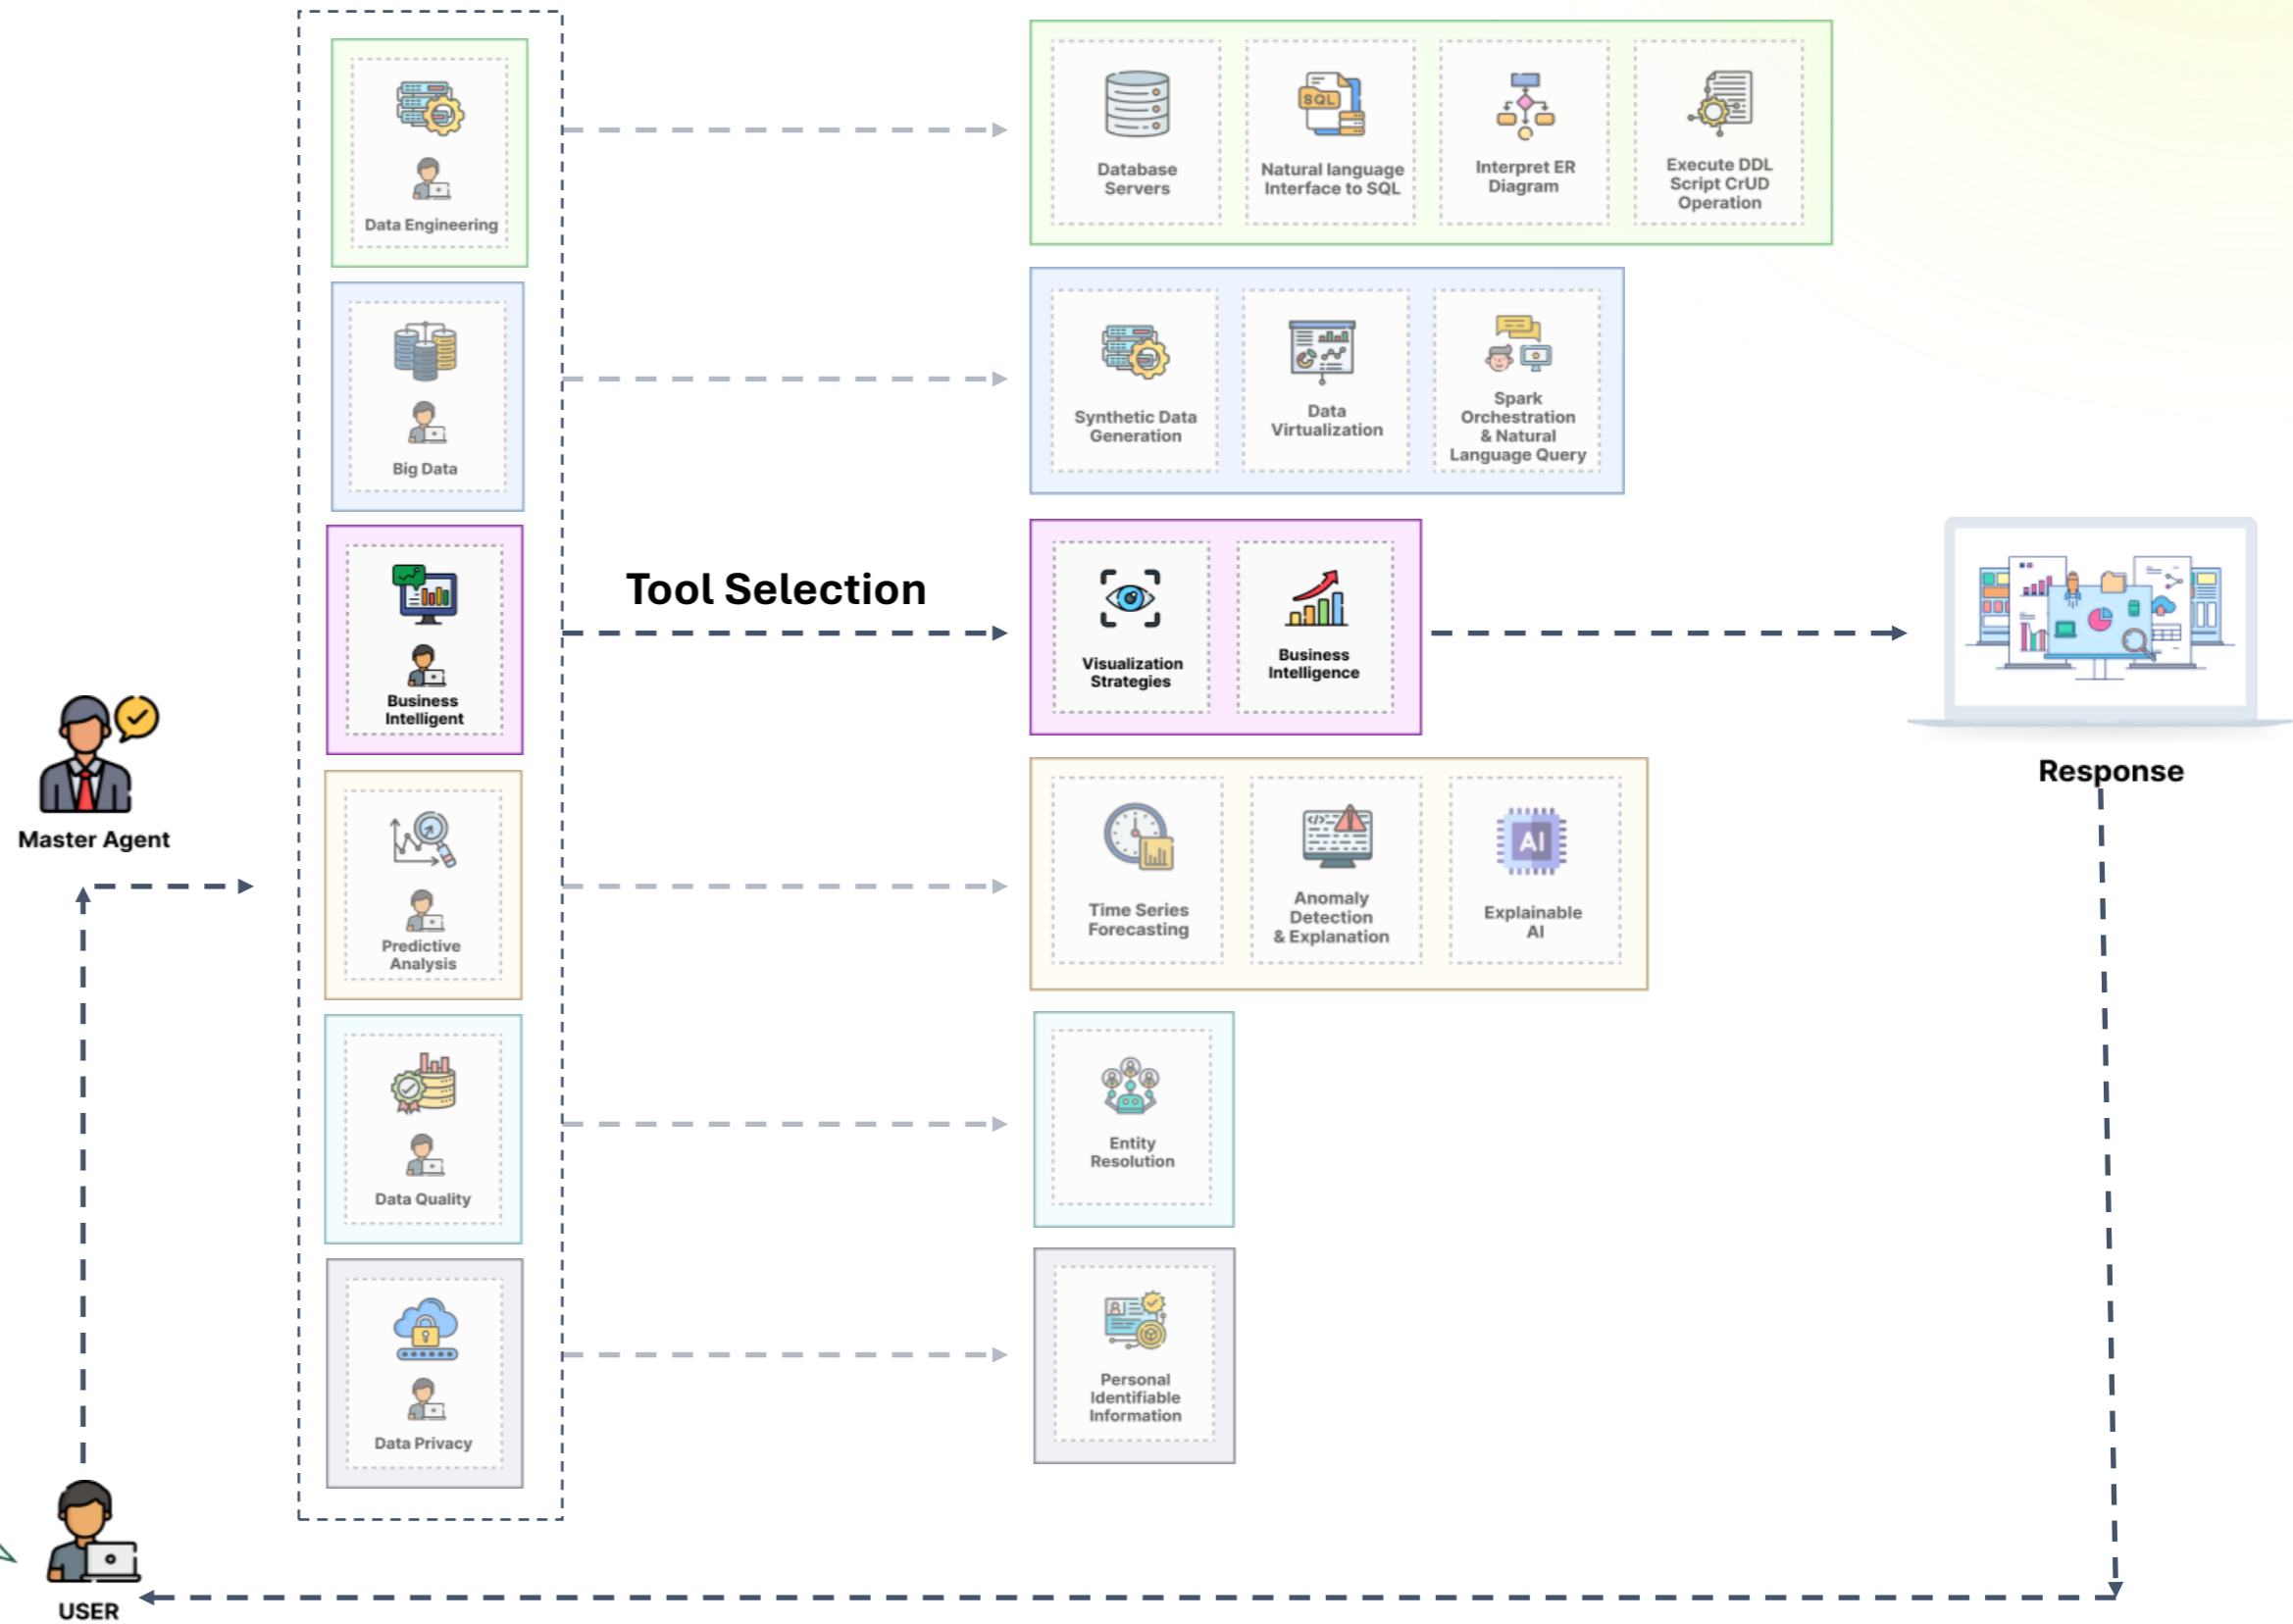 Data Engineering
Database
Servers
SQL
Natural language
Interface to SQL
Interpret ER
Diagram
Execute DDL
Script CrUD
Operation
Big Data
Synthetic Data
Generation
Data
Virtualization
Spark
Orchestration
& Natural
Language Query
Business
Intelligent
Tool Selection
Visualization
Strategies
Business
Intelligence
Response
Master Agent
Predictive
Analysis
Time Series
Forecasting
</>
Anomaly
Detection
& Explanation
AI
Explainable
AI
Data Quality
Entity
Resolution
Data Privacy
Personal
Identifiable
Information
USER